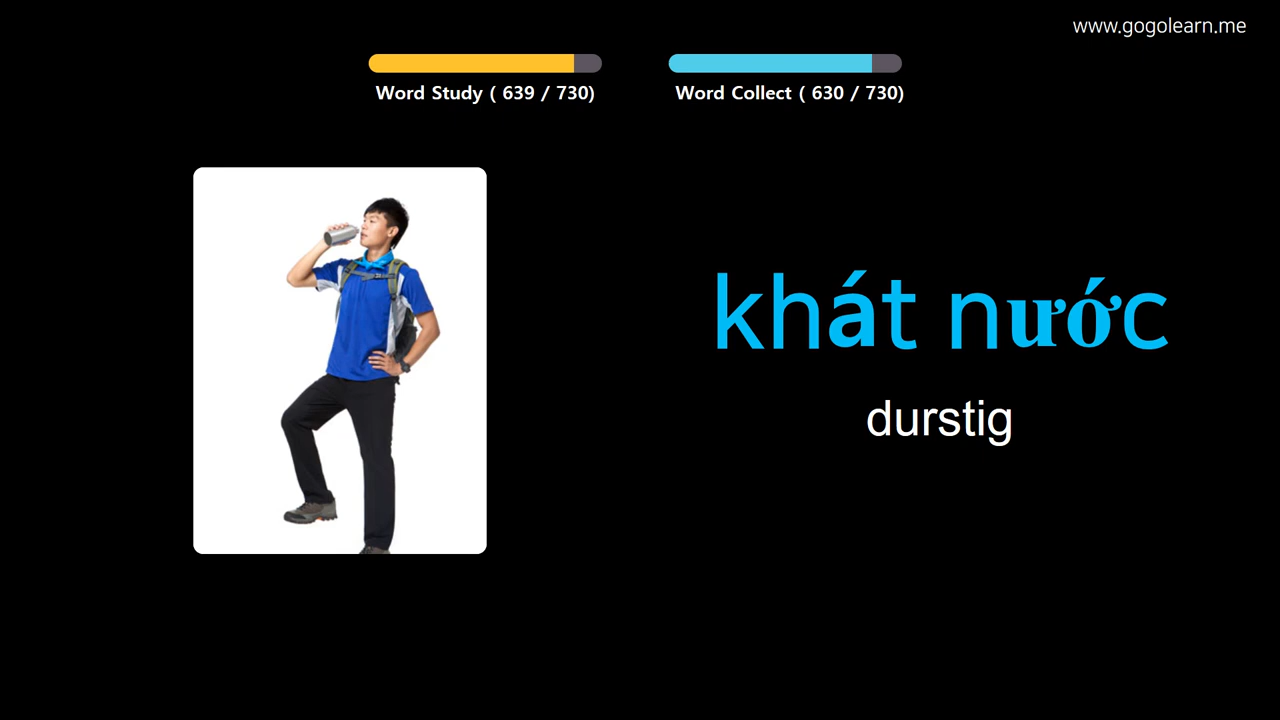 www.gogolearn.me
Word Study ( 639 / 730)
Word Collect ( 630 / 730)
khát nước
durstig